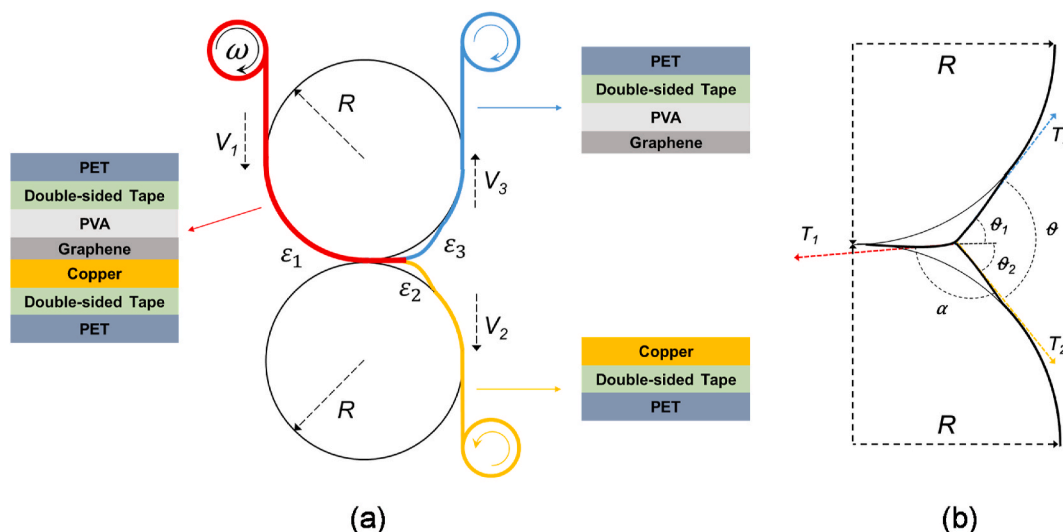 ω
R
V1
V3
ε1
ε3
ε2
V2
R
PET
Double-sided Tape
PVA
Graphene
Copper
Double-sided Tape
PET
PET
Double-sided Tape
PVA
Graphene
Copper
Double-sided Tape
PET
(a)
R
T1
θ1
θ
θ2
α
T2
R
(b)